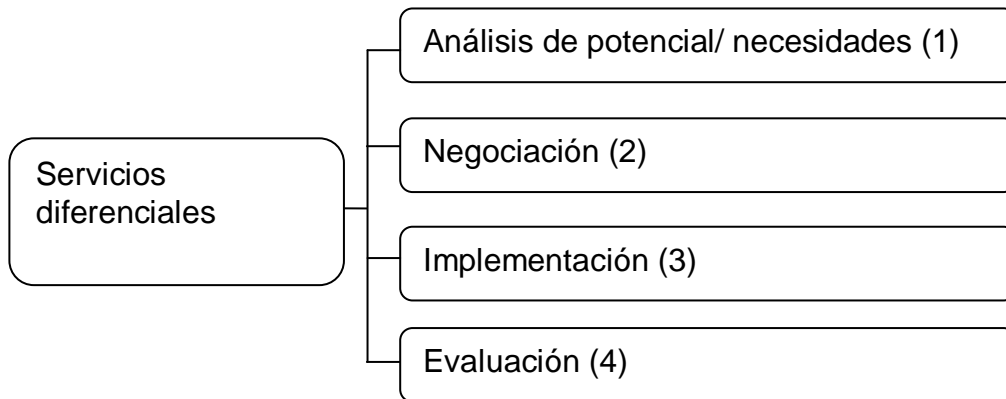 Análisis de potencial/ necesidades (1)
Servicios
diferenciales
Negociación (2)
Implementación (3)
Evaluación (4)